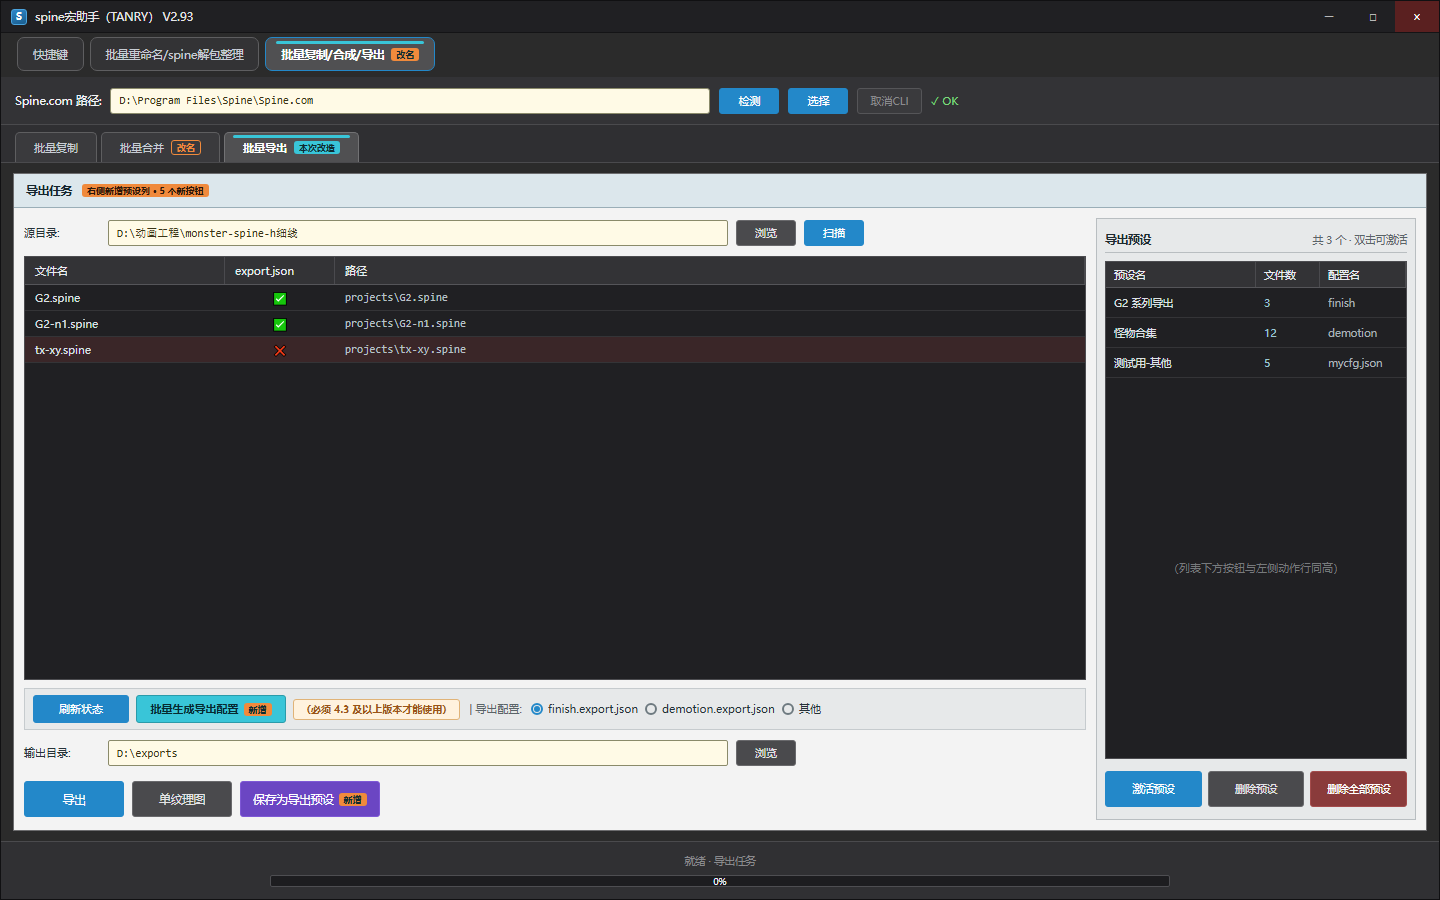 S spine宏助手（TANRY） V2.93
快捷键 批量重命名/spine解包整理 批量复制/合成/导出 改名
Spine.com 路径: D:\Program Files\Spine\Spine.com 检测 选择 取消CLI ✓ OK
批量复制 批量合并 改名 批量导出 本次改造
导出任务 右侧新增预设列 • 5 个新按钮
源目录: D:\动画工程\monster-spine-h细线 浏览 扫描
文件名 export.json 路径
G2.spine ✅ projects\G2.spine
G2-n1.spine ✅ projects\G2-n1.spine
tx-xy.spine ❌ projects\tx-xy.spine
刷新状态 批量生成导出配置 新增 （必须 4.3 及以上版本才能使用） | 导出配置: finish.export.json demotion.export.json 其他
输出目录: D:\exports 浏览
导出 单纹理图 保存为导出预设 新增
导出预设 共 3 个 · 双击可激活
预设名 文件数 配置名
G2 系列导出 3 finish
怪物合集 12 demotion
测试用-其他 5 mycfg.json
（列表下方按钮与左侧动作行同高）
激活预设 删除预设 删除全部预设
就绪 · 导出任务
0%